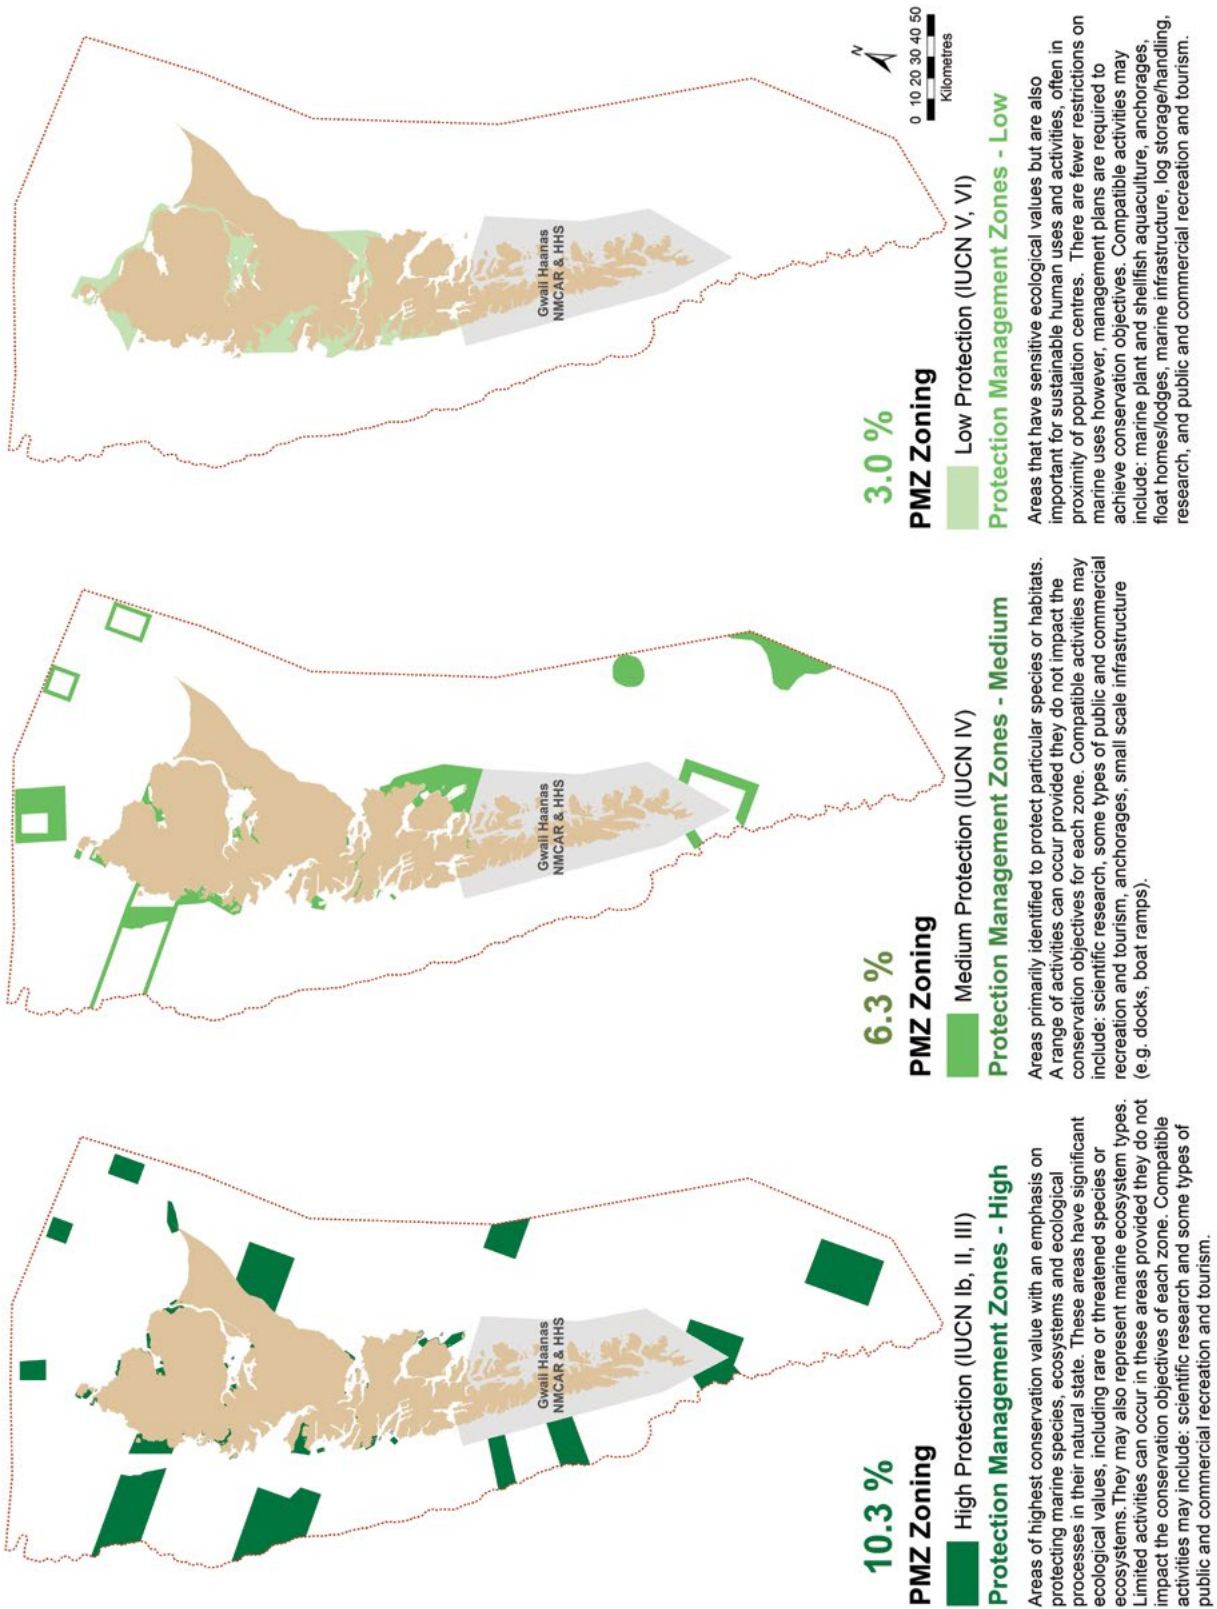 Gwaii Haanas
NMCAR & HHS
10.3 %
PMZ Zoning
High Protection (IUCN Ib, II, III)
Protection Management Zones - High
Areas of highest conservation value with an emphasis on
protecting marine species, ecosystems and ecological
processes in their natural state. These areas have significant
ecological values, including rare or threatened species or
ecosystems.They may also represent marine ecosystem types.
Limited activities can occur in these areas provided they do not
impact the conservation objectives of each zone. Compatible
activities may include: scientific research and some types of
public and commercial recreation and tourism.
Gwaii Haanas
NMCAR & HHS
6.3 %
PMZ Zoning
Medium Protection (IUCN IV)
Protection Management Zones - Medium
Areas primarily identified to protect particular species or habitats.
A range of activities can occur provided they do not impact the
conservation objectives for each zone. Compatible activities may
include: scientific research, some types of public and commercial
recreation and tourism, anchorages, small scale infrastructure
(e.g. docks, boat ramps).
Gwaii Haanas
NMCAR & HHS
3.0 %
PMZ Zoning
Low Protection (IUCN V, VI)
Protection Management Zones - Low
Areas that have sensitive ecological values but are also
important for sustainable human uses and activities, often in
proximity of population centres. There are fewer restrictions on
marine uses however, management plans are required to
achieve conservation objectives. Compatible activities may
include: marine plant and shellfish aquaculture, anchorages,
float homes/lodges, marine infrastructure, log storage/handling,
research, and public and commercial recreation and tourism.
N
0 10 20 30 40 50
Kilometres